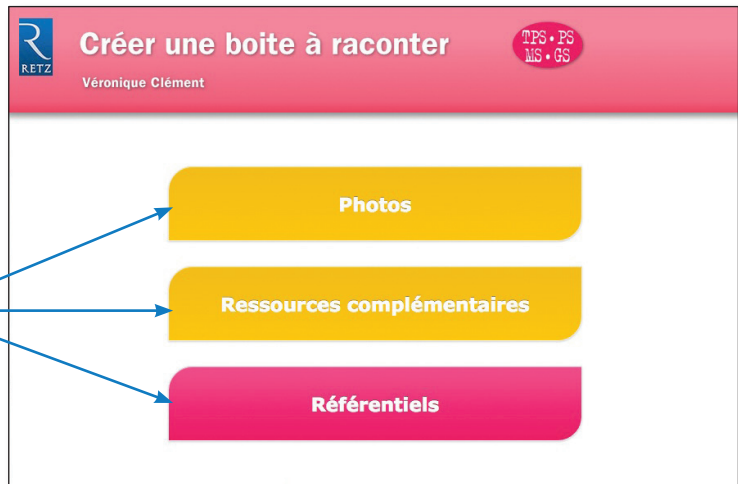 RETZ
Créer une boite à raconter
TPS • PS
MS • GS
Véronique Clément
Photos
Ressources complémentaires
Référentiels